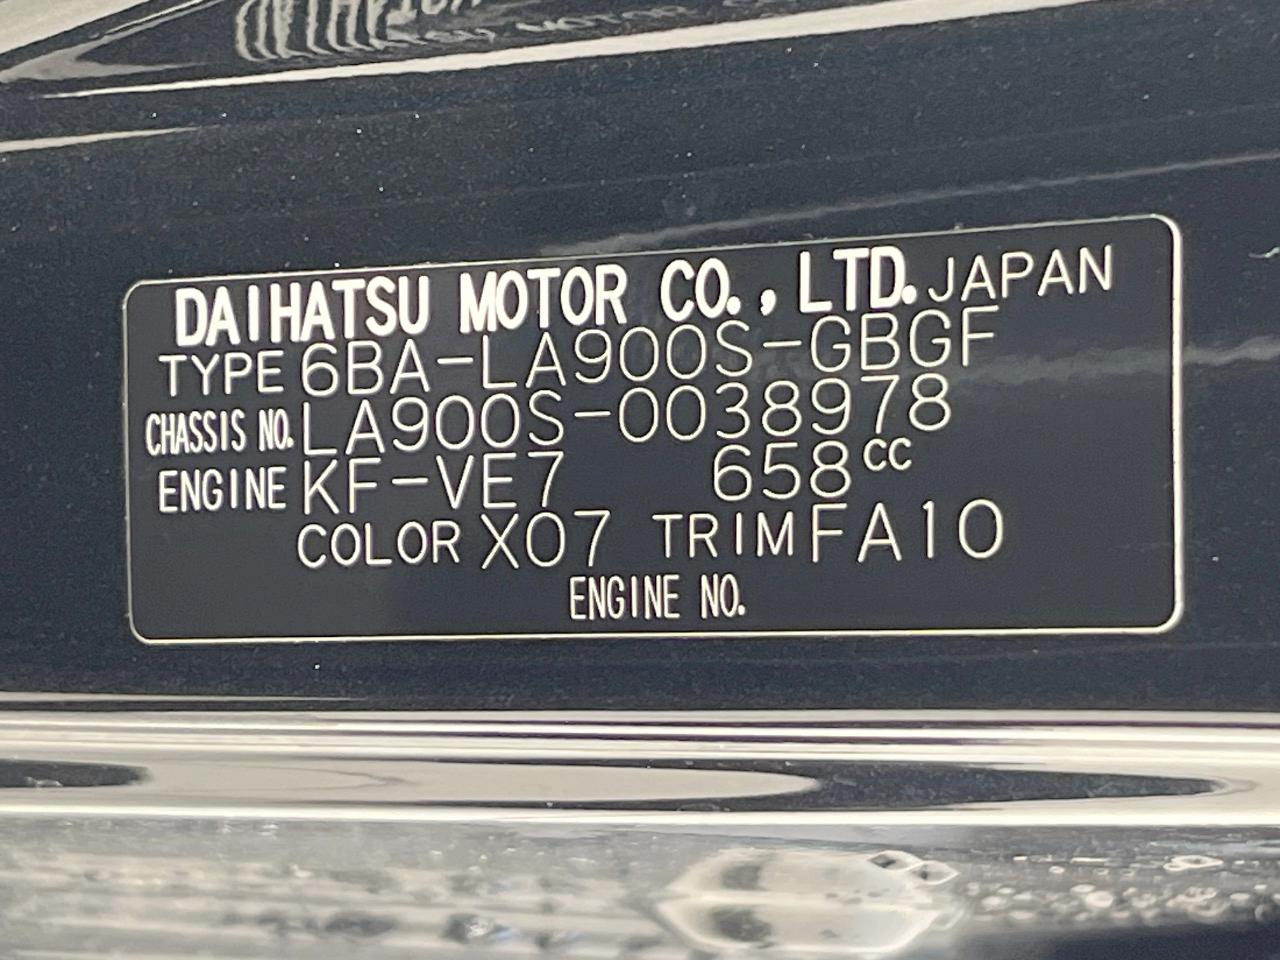 DAIHATSU MOTOR CO., LTD. JAPAN
TYPE 6BA-LA900S-GBGF
CHASSIS NO. LA900S-0038978
ENGINE KF-VE7 658cc
COLOR X07 TRIM FA10
ENGINE NO.